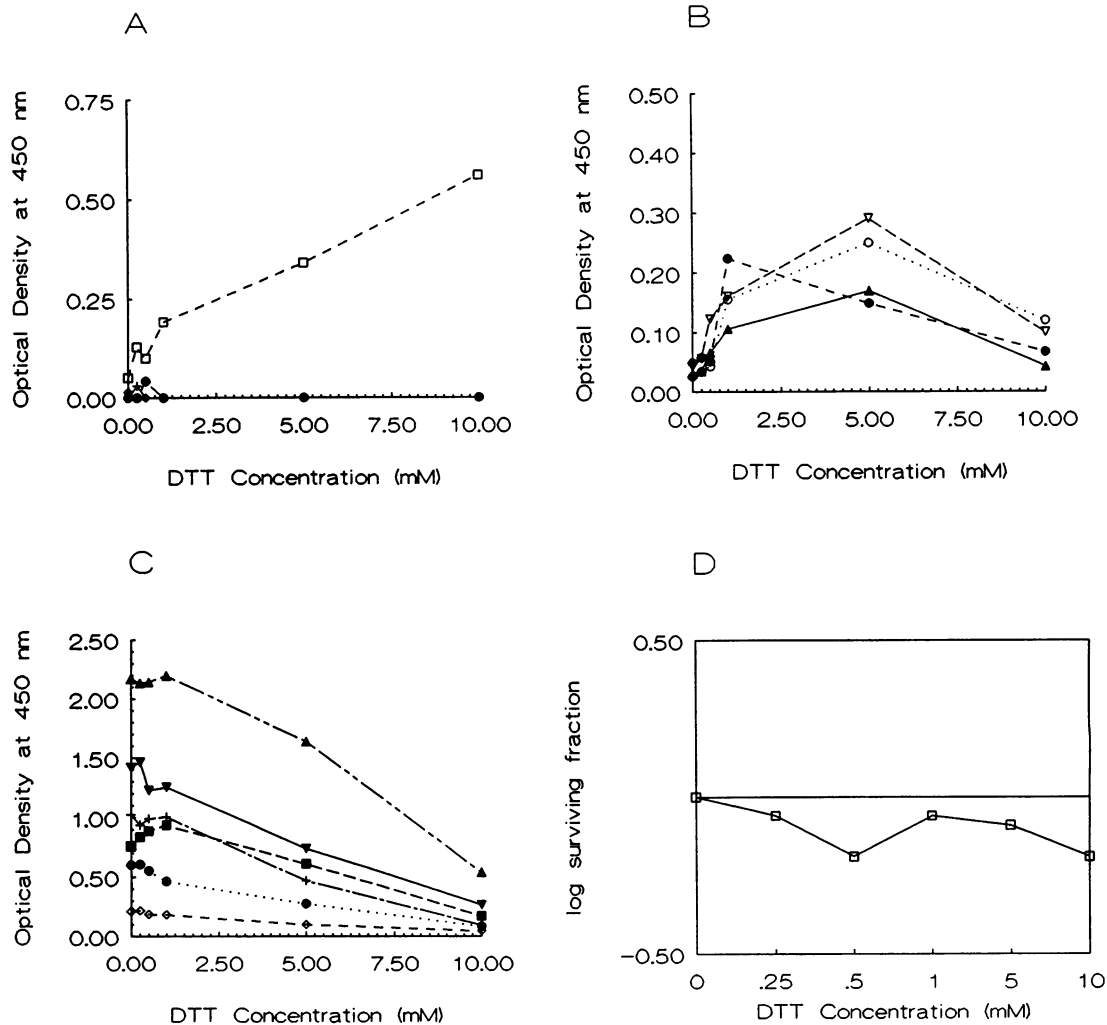 A
Optical Density at 450 nm
0.75
0.50
0.25
0.00
0.00 2.50 5.00 7.50 10.00
DTT Concentration (mM)
B
Optical Density at 450 nm
0.50
0.40
0.30
0.20
0.10
0.00
0.00 2.50 5.00 7.50 10.00
DTT Concentration (mM)
C
Optical Density at 450 nm
2.50
2.00
1.50
1.00
0.50
0.00
0.00 2.50 5.00 7.50 10.00
DTT Concentration (mM)
D
log surviving fraction
0.50
-0.50
0 .25 .5 1 5 10
DTT Concentration (mM)